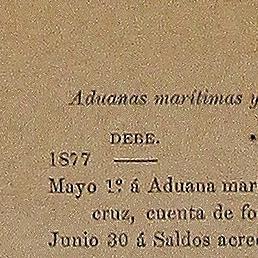 Aduanas marítimas y
DEBE.
1877
Mayo 1º á Aduana mar
cruz, cuenta de fo
Junio 30 á Saldos acre